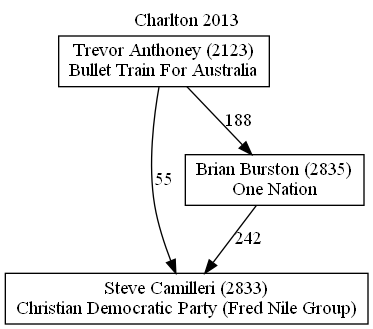 Charlton 2013
Trevor Anthoney (2123)
Bullet Train For Australia
188
Brian Burston (2835)
One Nation
55
242
Steve Camilleri (2833)
Christian Democratic Party (Fred Nile Group)